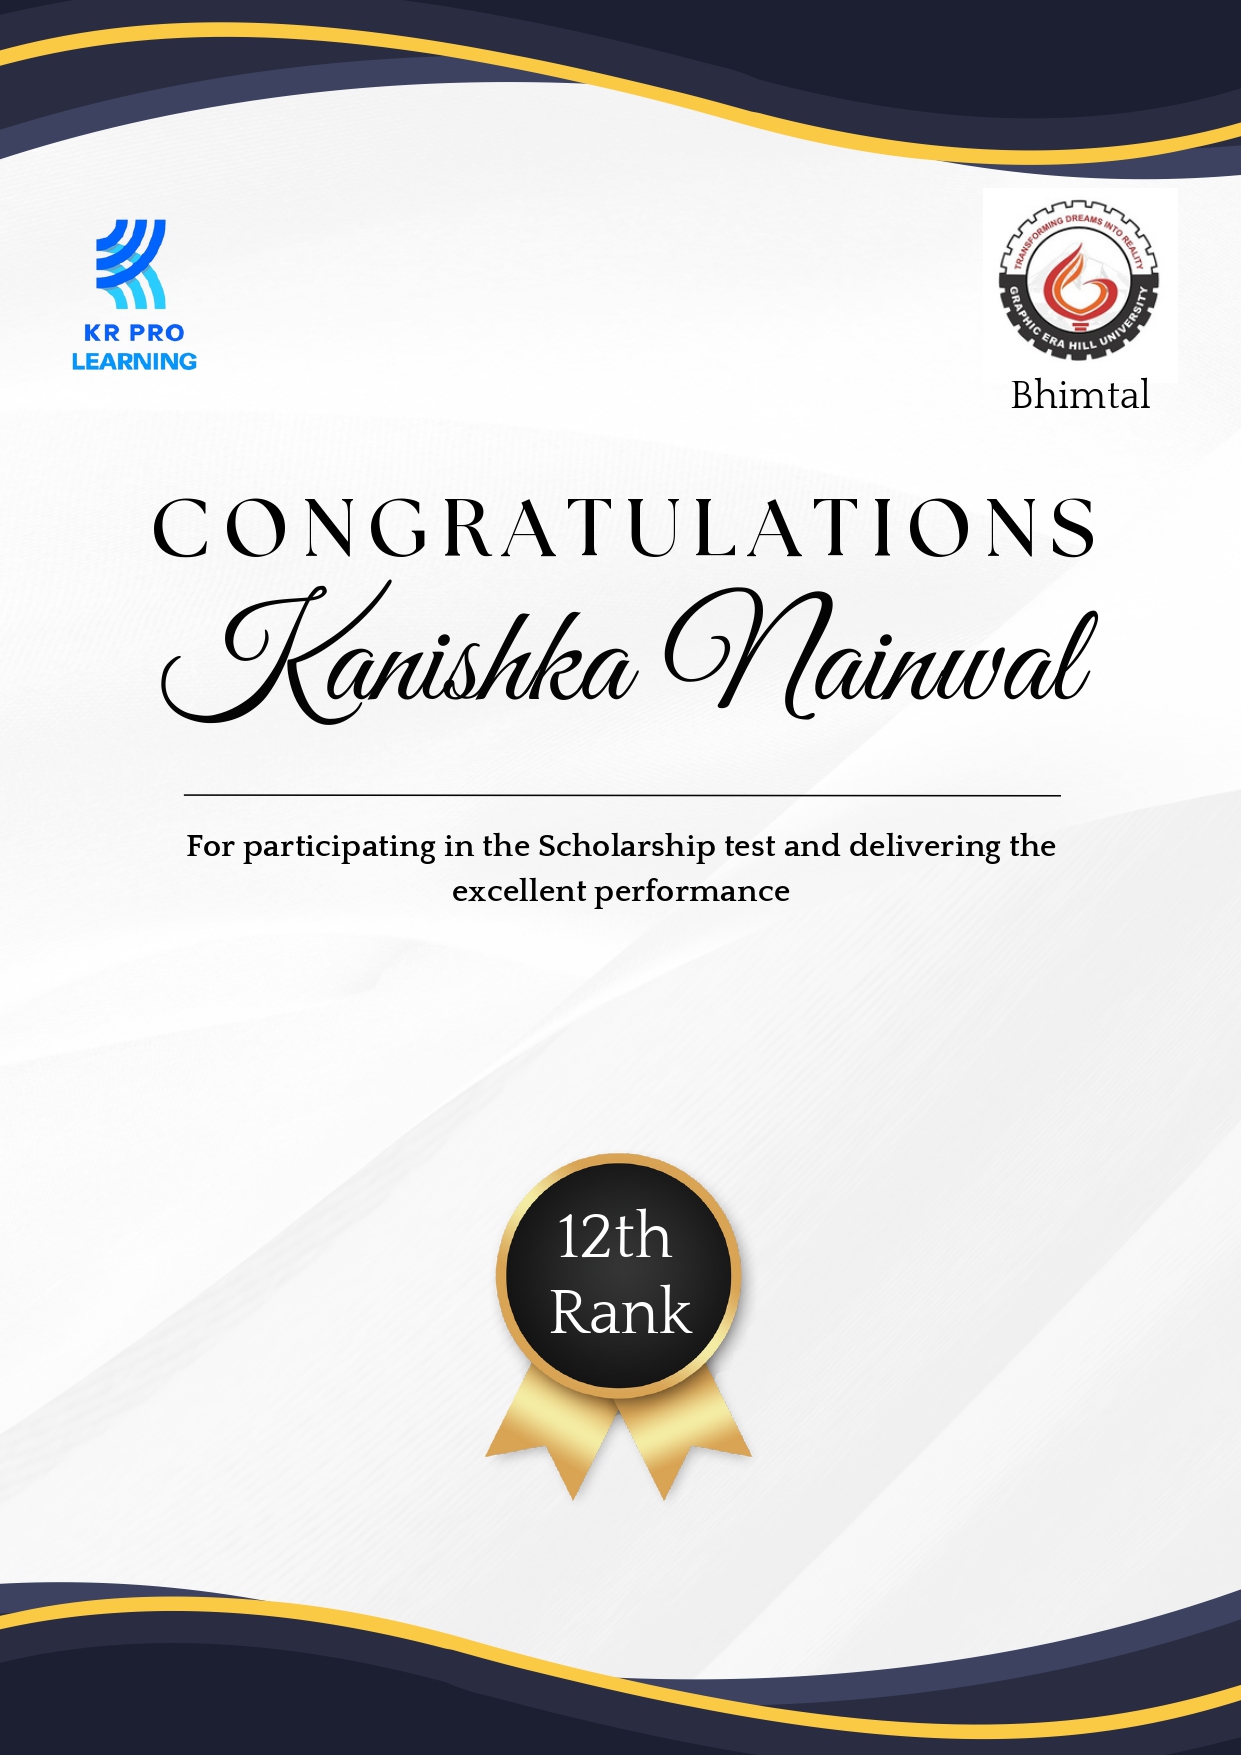 KR PRO
LEARNING
TRANSFORMING DREAMS INTO REALITY
GRAPHIC ERA HILL UNIVERSITY
Bhimtal
CONGRATULATIONS
Kanishka Nainwal
For participating in the Scholarship test and delivering the
excellent performance
12th
Rank